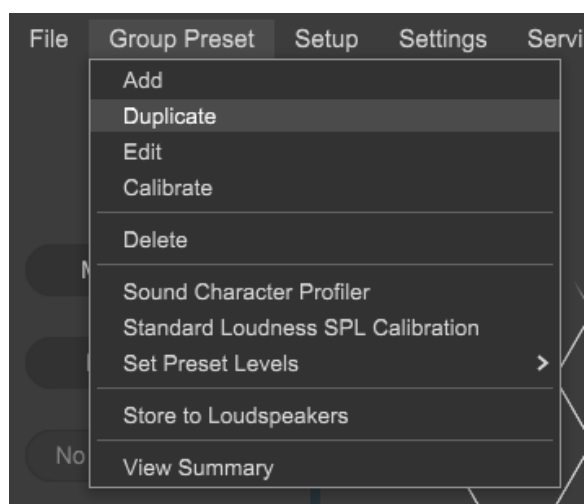 File Group Preset Setup Settings
Add
Duplicate
Edit
Calibrate
Delete
Sound Character Profiler
Standard Loudness SPL Calibration
Set Preset Levels
Store to Loudspeakers
No
View Summary